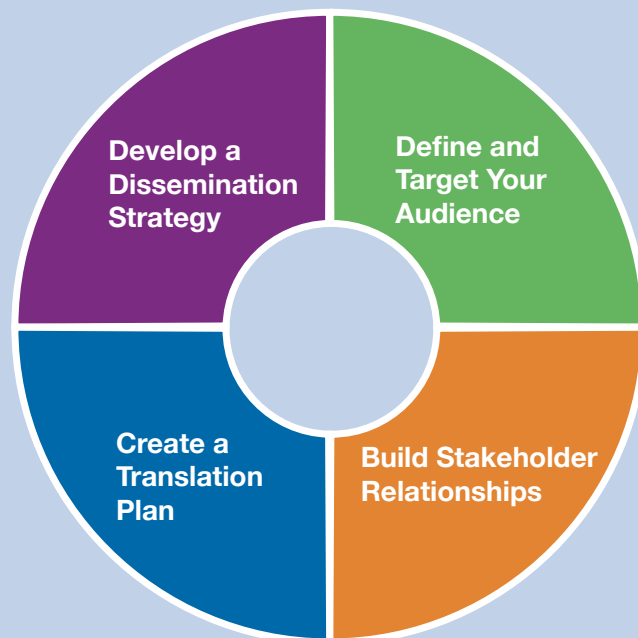 Develop a
Dissemination
Strategy
Define and
Target Your
Audience
Create a
Translation
Plan
Build Stakeholder
Relationships